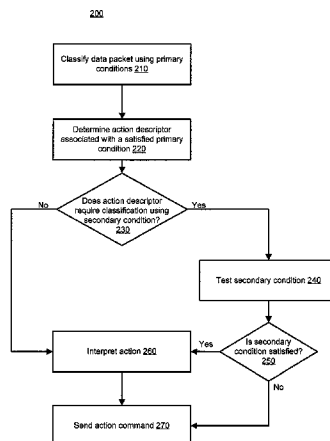 200
Classify data packet using primary
conditions 210
Determine action descriptor
associated with a satisfied primary
condition 220
Does action descriptor
require classification using
secondary condition?
230
No
Yes
Test secondary condition 240
Is secondary
condition satisfied?
250
Yes
No
Interpret action 260
Send action command 270